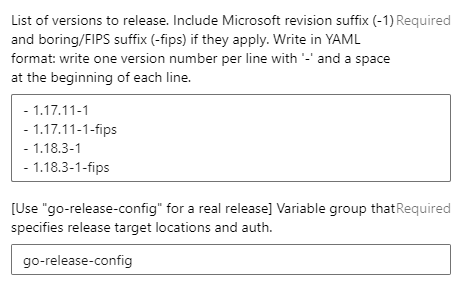 List of versions to release. Include Microsoft revision suffix (-1) Required
and boring/FIPS suffix (-fips) if they apply. Write in YAML
format: write one version number per line with '-' and a space
at the beginning of each line.
- 1.17.11-1
- 1.17.11-1-fips
- 1.18.3-1
- 1.18.3-1-fips
[Use "go-release-config" for a real release] Variable group that Required
specifies release target locations and auth.
go-release-config